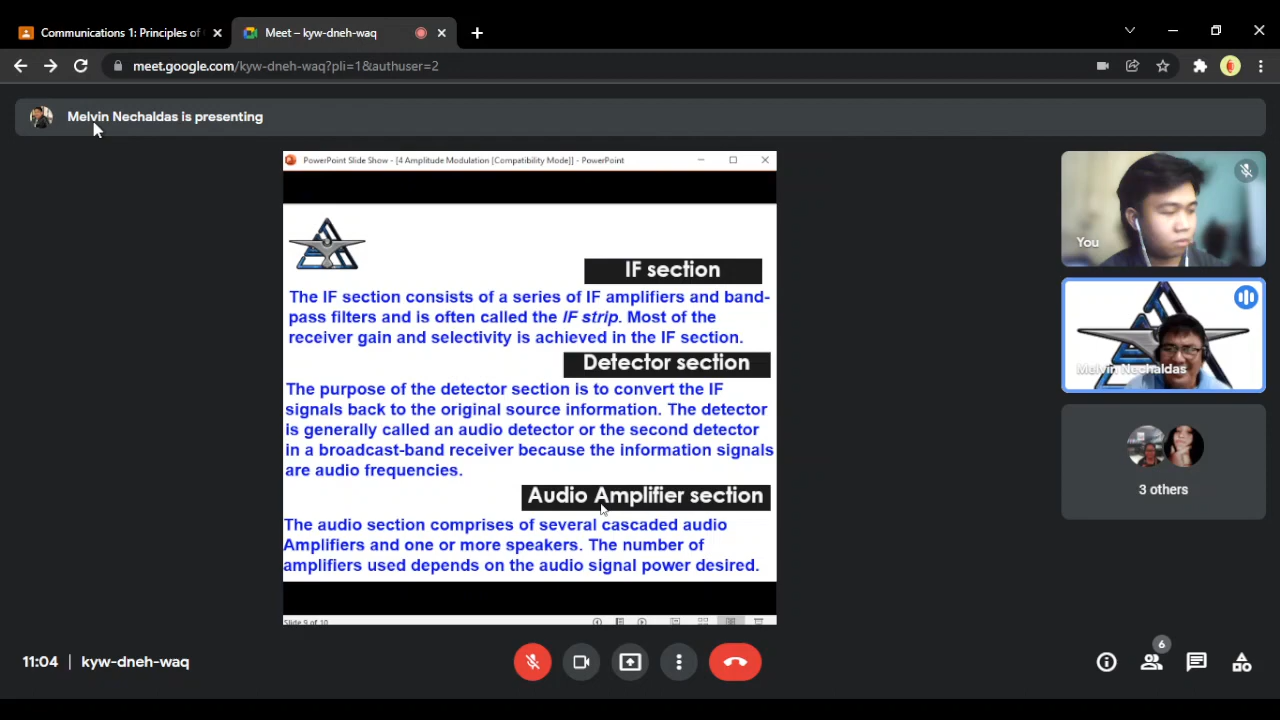 Communications 1: Principles of
Meet – kyw-dneh-waq
meet.google.com/kyw-dneh-waq?pli=1&authuser=2
Melvin Nechaldas is presenting
PowerPoint Slide Show - [4 Amplitude Modulation [Compatibility Mode]] - PowerPoint
IF section
The IF section consists of a series of IF amplifiers and band-
pass filters and is often called the IF strip. Most of the
receiver gain and selectivity is achieved in the IF section.
Detector section
The purpose of the detector section is to convert the IF
signals back to the original source information. The detector
is generally called an audio detector or the second detector
in a broadcast-band receiver because the information signals
are audio frequencies.
Audio Amplifier section
The audio section comprises of several cascaded audio
Amplifiers and one or more speakers. The number of
amplifiers used depends on the audio signal power desired.
Slide 9 of 10
You
Melvin Nechaldas
3 others
11:04 | kyw-dneh-waq
6